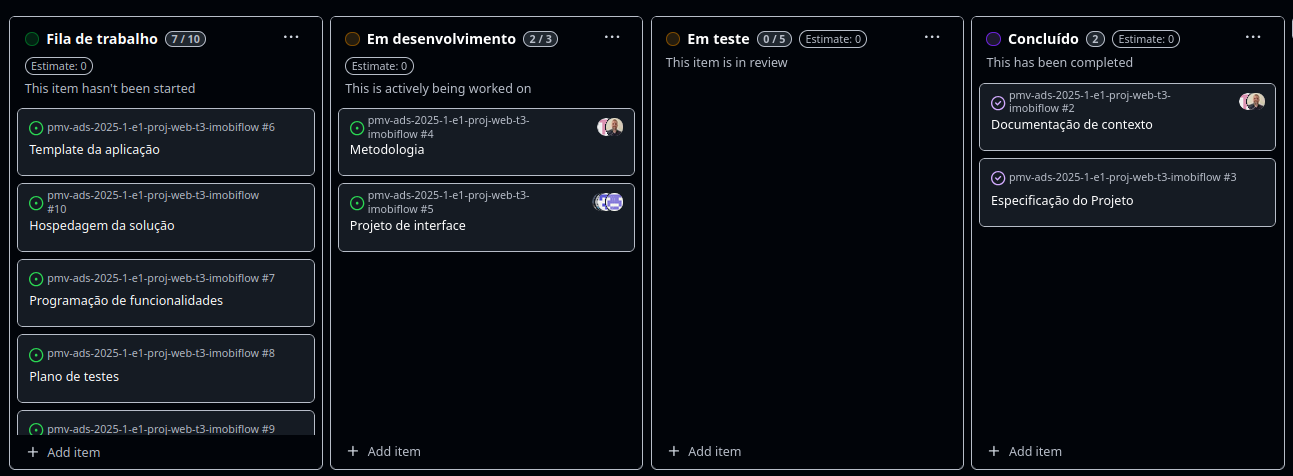 Fila de trabalho 7 / 10
Estimate: 0
This item hasn't been started
pmv-ads-2025-1-e1-proj-web-t3-imobiflow #6
Template da aplicação
pmv-ads-2025-1-e1-proj-web-t3-imobiflow
#10
Hospedagem da solução
pmv-ads-2025-1-e1-proj-web-t3-imobiflow #7
Programação de funcionalidades
pmv-ads-2025-1-e1-proj-web-t3-imobiflow #8
Plano de testes
pmv-ads-2025-1-e1-proj-web-t3-imobiflow #9
Add item
Em desenvolvimento 2 / 3
Estimate: 0
This is actively being worked on
pmv-ads-2025-1-e1-proj-web-t3-
imobiflow #4
Metodologia
pmv-ads-2025-1-e1-proj-web-t3-
imobiflow #5
Projeto de interface
Add item
Em teste 0 / 5 Estimate: 0
This item is in review
Add item
Concluído 2 Estimate: 0
This has been completed
pmv-ads-2025-1-e1-proj-web-t3-
imobiflow #2
Documentação de contexto
pmv-ads-2025-1-e1-proj-web-t3-imobiflow #3
Especificação do Projeto
Add item